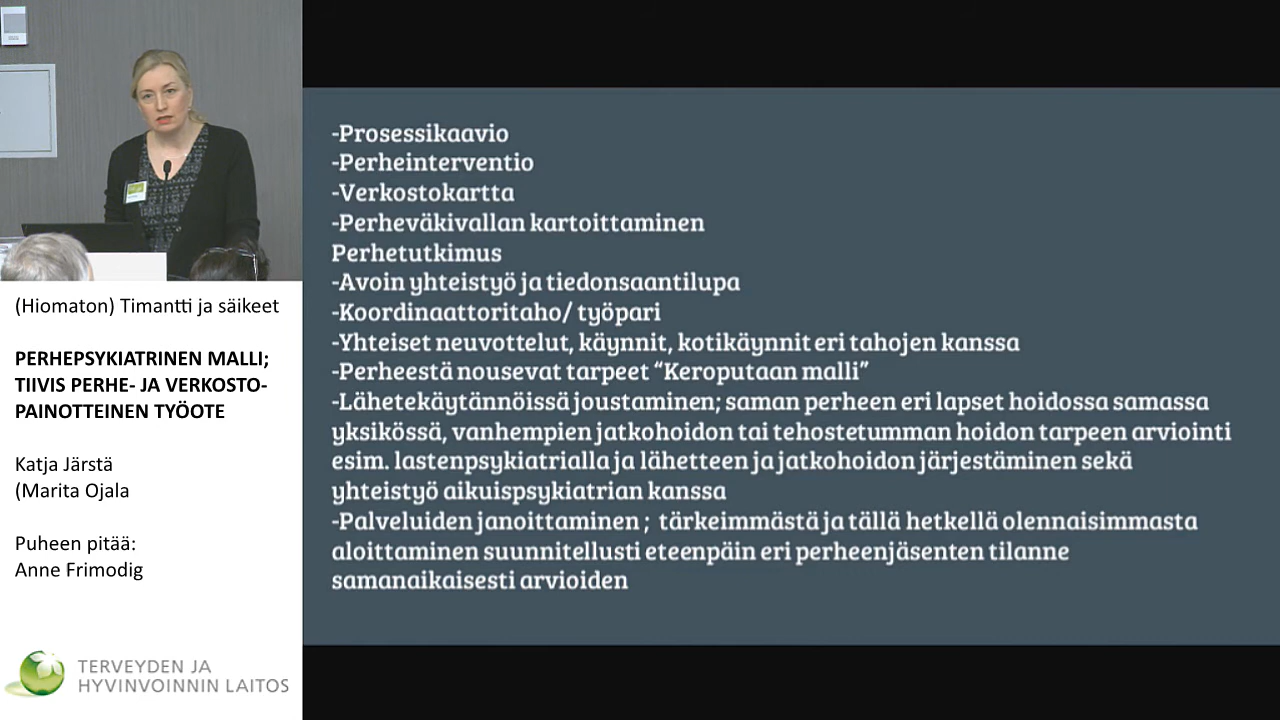 (Hiomaton) Timantti ja säikeet
PERHEPSYKIATRINEN MALLI;
TIIVIS PERHE- JA VERKOSTO-
PAINOTTEINEN TYÖOTE
Katja Järstä
(Marita Ojala
Puheen pitää:
Anne Frimodig
TERVEYDEN JA
HYVINVOINNIN LAITOS
-Prosessikaavio
-Perheinterventio
-Verkostokartta
-Perheväkivallan kartoittaminen
Perhetutkimus
-Avoin yhteistyö ja tiedonsaantilupa
-Koordinaattoritaho/ työpari
-Yhteiset neuvottelut, käynnit, kotikäynnit eri tahojen kanssa
-Perheestä nousevat tarpeet “Keroputaan malli”
-Lähetekäytännöissä joustaminen; saman perheen eri lapset hoidossa samassa
yksikössä, vanhempien jatkohoidon tai tehostetumman hoidon tarpeen arviointi
esim. lastenpsykiatrialla ja lähetteen ja jatkohoidon järjestäminen sekä
yhteistyö aikuispsykiatrian kanssa
-Palveluiden janoittaminen ; tärkeimmästä ja tällä hetkellä olennaisimmasta
aloittaminen suunnitellusti eteenpäin eri perheenjäsenten tilanne
samanaikaisesti arvioiden